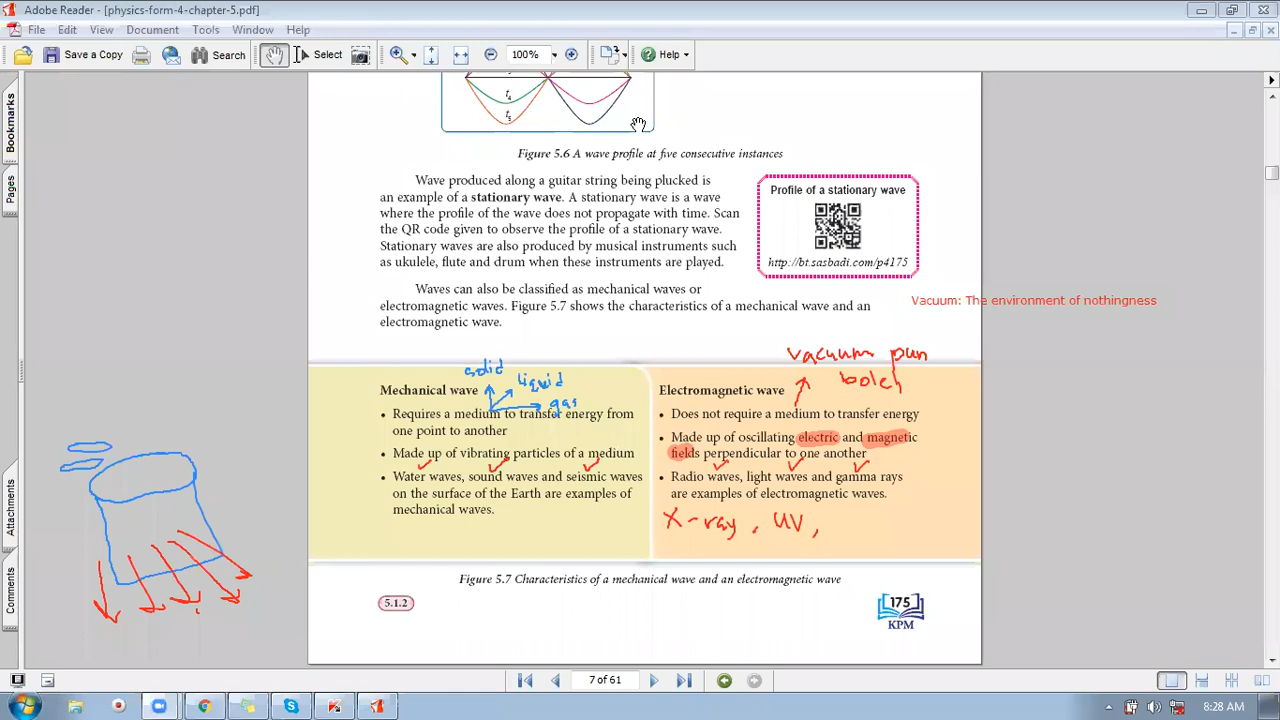 Adobe Reader - [physics-form-4-chapter-5.pdf]
File Edit View Document Tools Window Help
Save a Copy Search Select 100% Help
Bookmarks
Pages
Attachments
Comments
t4
t5
Figure 5.6 A wave profile at five consecutive instances
Wave produced along a guitar string being plucked is
an example of a stationary wave. A stationary wave is a wave
where the profile of the wave does not propagate with time. Scan
the QR code given to observe the profile of a stationary wave.
Stationary waves are also produced by musical instruments such
as ukulele, flute and drum when these instruments are played.
Profile of a stationary wave
http://bt.sasbadi.com/p4175
Waves can also be classified as mechanical waves or
electromagnetic waves. Figure 5.7 shows the characteristics of a mechanical wave and an
electromagnetic wave.
Vacuum: The environment of nothingness
solid
liquid
gas
Mechanical wave
• Requires a medium to transfer energy from
one point to another
• Made up of vibrating particles of a medium
• Water waves, sound waves and seismic waves
on the surface of the Earth are examples of
mechanical waves.
vacuum pun
boleh
Electromagnetic wave
• Does not require a medium to transfer energy
• Made up of oscillating electric and magnetic
fields perpendicular to one another
• Radio waves, light waves and gamma rays
are examples of electromagnetic waves.
X-ray, UV,
Figure 5.7 Characteristics of a mechanical wave and an electromagnetic wave
5.1.2
175
KPM
7 of 61
8:28 AM